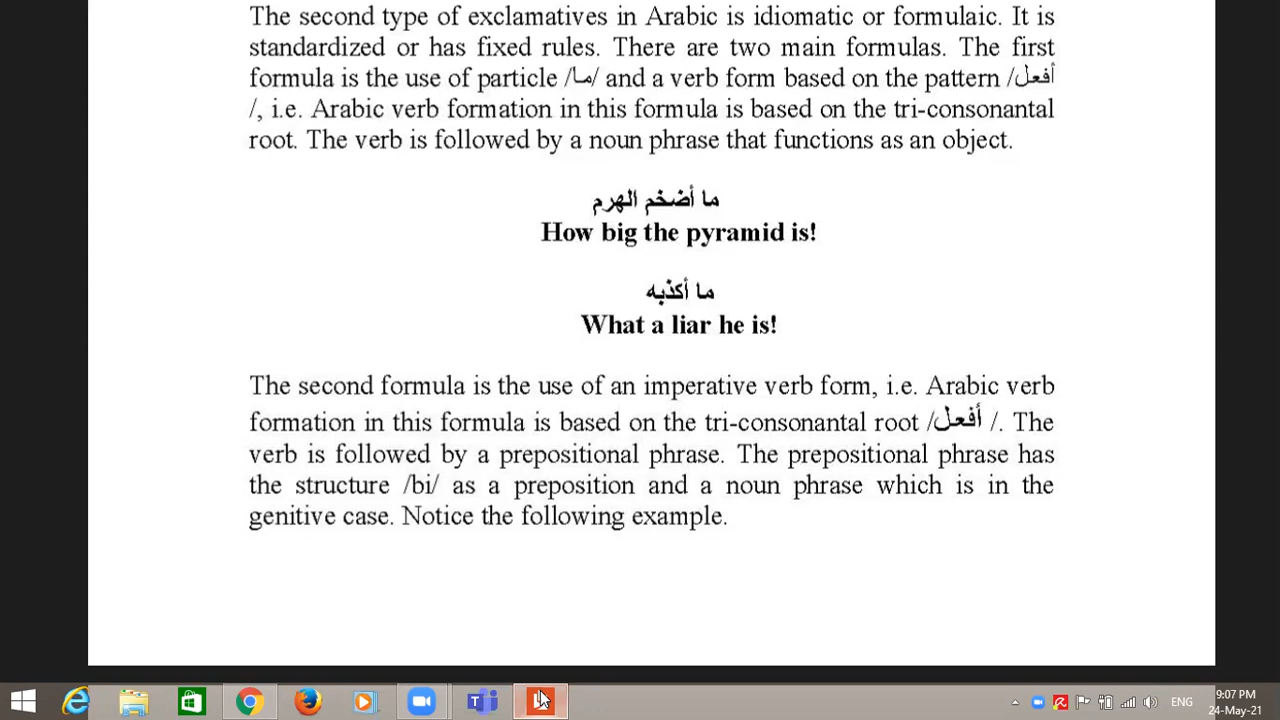 The second type of exclamatives in Arabic is idiomatic or formulaic. It is
standardized or has fixed rules. There are two main formulas. The first
formula is the use of particle /ما/ and a verb form based on the pattern /أفعل
/, i.e. Arabic verb formation in this formula is based on the tri-consonantal
root. The verb is followed by a noun phrase that functions as an object.
ما أضخم الهرم
How big the pyramid is!
ما أكذبه
What a liar he is!
The second formula is the use of an imperative verb form, i.e. Arabic verb
formation in this formula is based on the tri-consonantal root /أفعل /. The
verb is followed by a prepositional phrase. The prepositional phrase has
the structure /bi/ as a preposition and a noun phrase which is in the
genitive case. Notice the following example.
ENG
9:07 PM
24-May-21